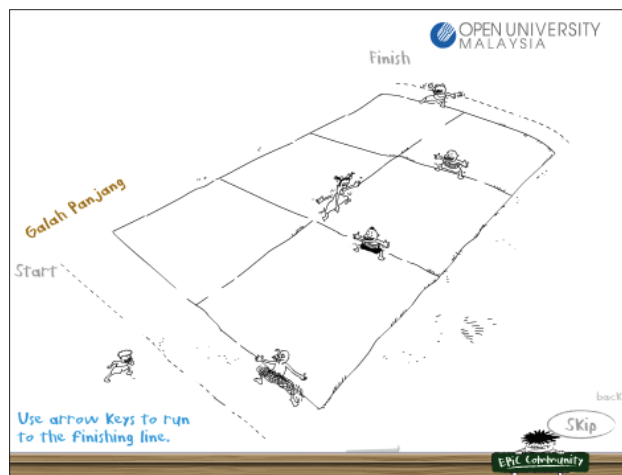 OPEN UNIVERSITY
MALAYSIA
Finish
Galah Panjang
Start
Use arrow keys to run
to the finishing line.
back
Skip
EPiC Community